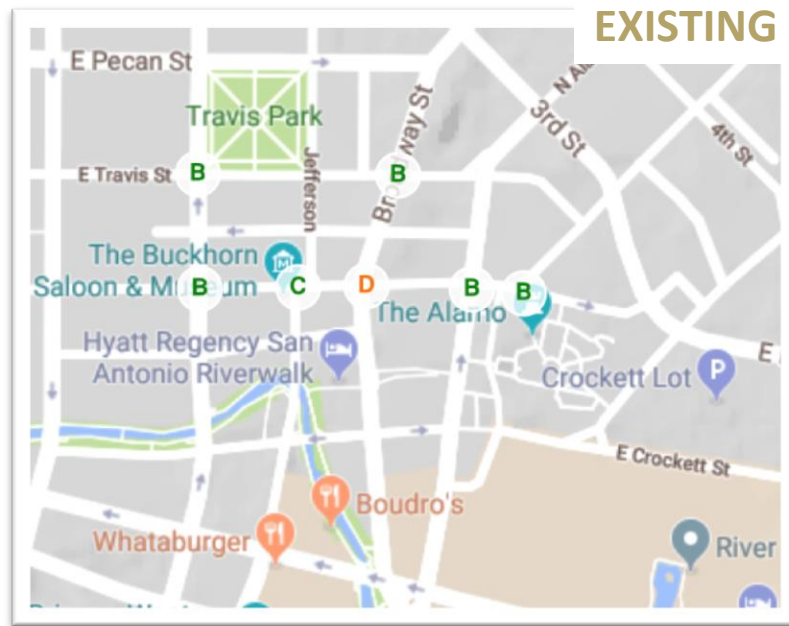 EXISTING
E Pecan St
N Al
3rd St
4th St
Travis Park
Broadway St
Jefferson
E Travis St
B
B
The Buckhorn
Saloon & Museum
B
C
D
B
B
The Alamo
Hyatt Regency San
Antonio Riverwalk
Crockett Lot
P
E
E Crockett St
Boudro's
Whataburger
River